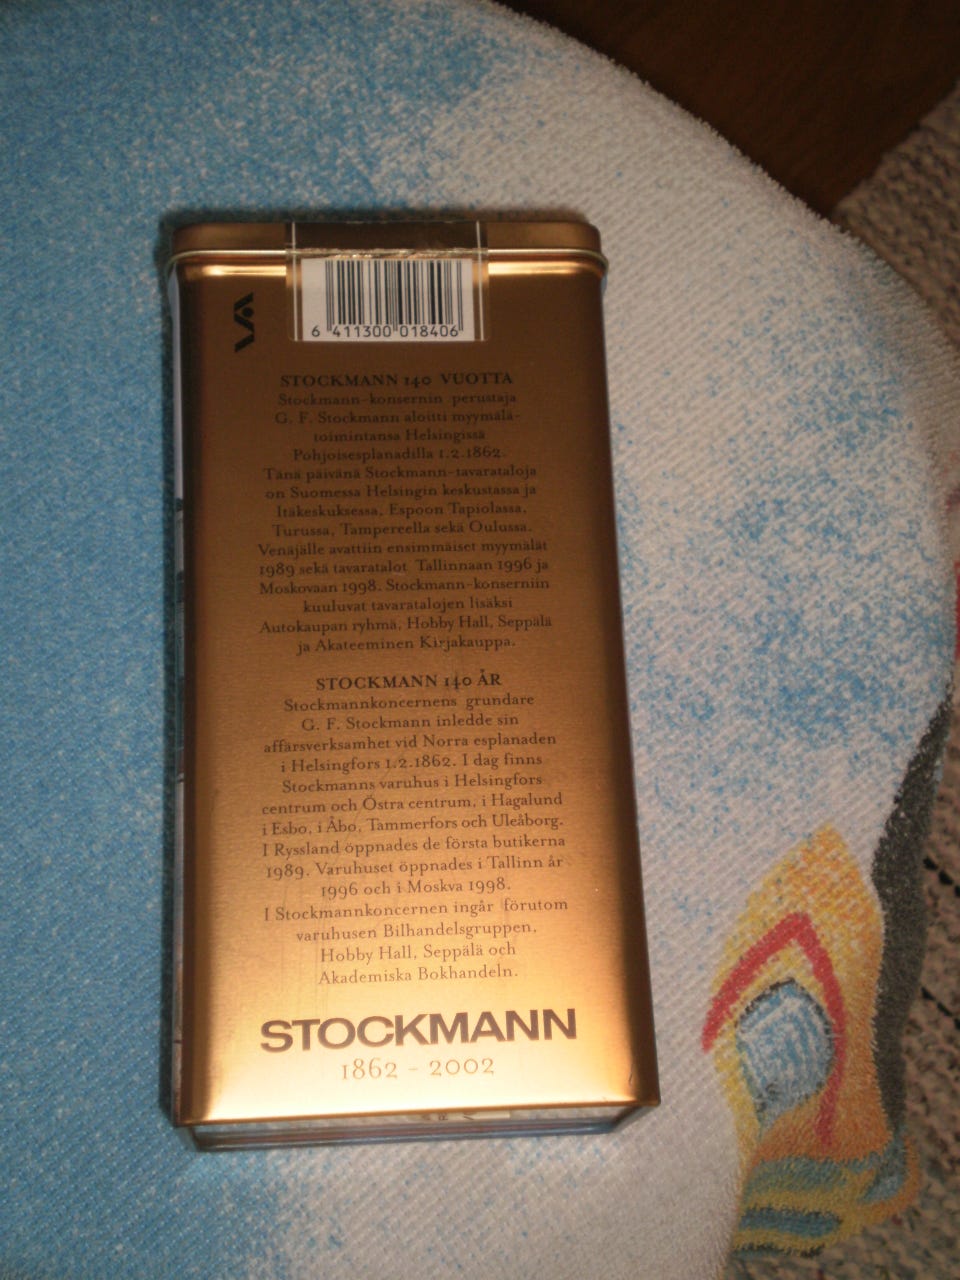 6 411300 018406
STOCKMANN 140 VUOTTA
Stockmann-konsernin perustaja
G. F. Stockmann aloitti myymälä-
toimintansa Helsingissä
Pohjoisesplanadilla 1.2.1862.
Tänä päivänä Stockmann-tavarataloja
on Suomessa Helsingin keskustassa ja
Itäkeskuksessa, Espoon Tapiolassa,
Turussa, Tampereella sekä Oulussa.
Venäjälle avattiin ensimmäiset myymälät
1989 sekä tavaratalot Tallinnaan 1996 ja
Moskovaan 1998. Stockmann-konserniin
kuuluvat tavaratalojen lisäksi
Autokaupan ryhmä, Hobby Hall, Seppälä
ja Akateeminen Kirjakauppa.
STOCKMANN 140 ÅR
Stockmannkoncernens grundare
G. F. Stockmann inledde sin
affärsverksamhet vid Norra esplanaden
i Helsingfors 1.2.1862. I dag finns
Stockmanns varuhus i Helsingfors
centrum och Östra centrum, i Hagalund
i Esbo, i Åbo, Tammerfors och Uleåborg.
I Ryssland öppnades de första butikerna
1989. Varuhuset öppnades i Tallinn år
1996 och i Moskva 1998.
I Stockmannkoncernen ingår förutom
varuhusen Bilhandelsgruppen,
Hobby Hall, Seppälä och
Akademiska Bokhandeln.
STOCKMANN
1862 - 2002